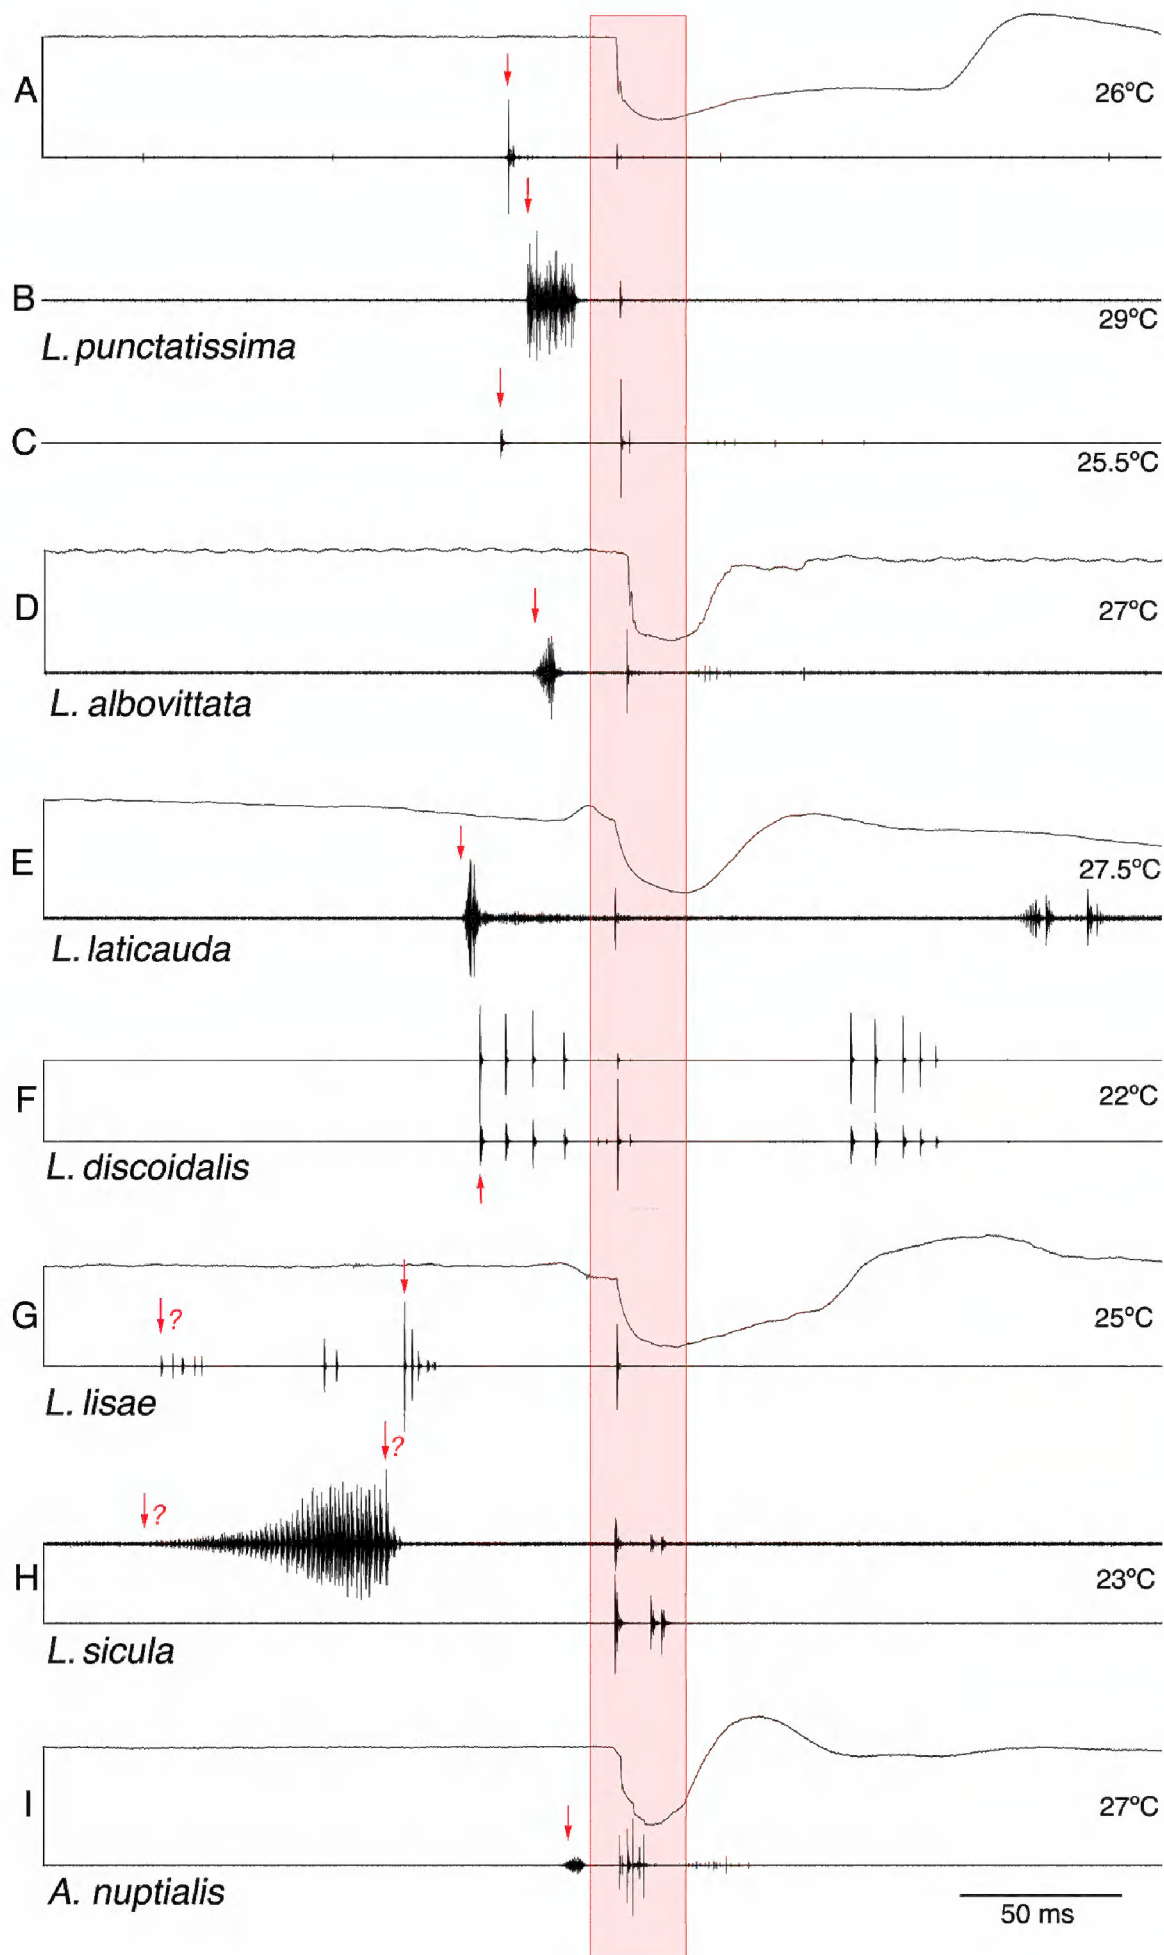 A
26°C
B
29°C
L. punctatissima
C
25.5°C
D
27°C
L. albovittata
E
27.5°C
L. laticauda
F
22°C
L. discoidalis
G
?
25°C
L. lisae
?
?
H
23°C
L. sicula
I
27°C
A. nuptialis
50 ms